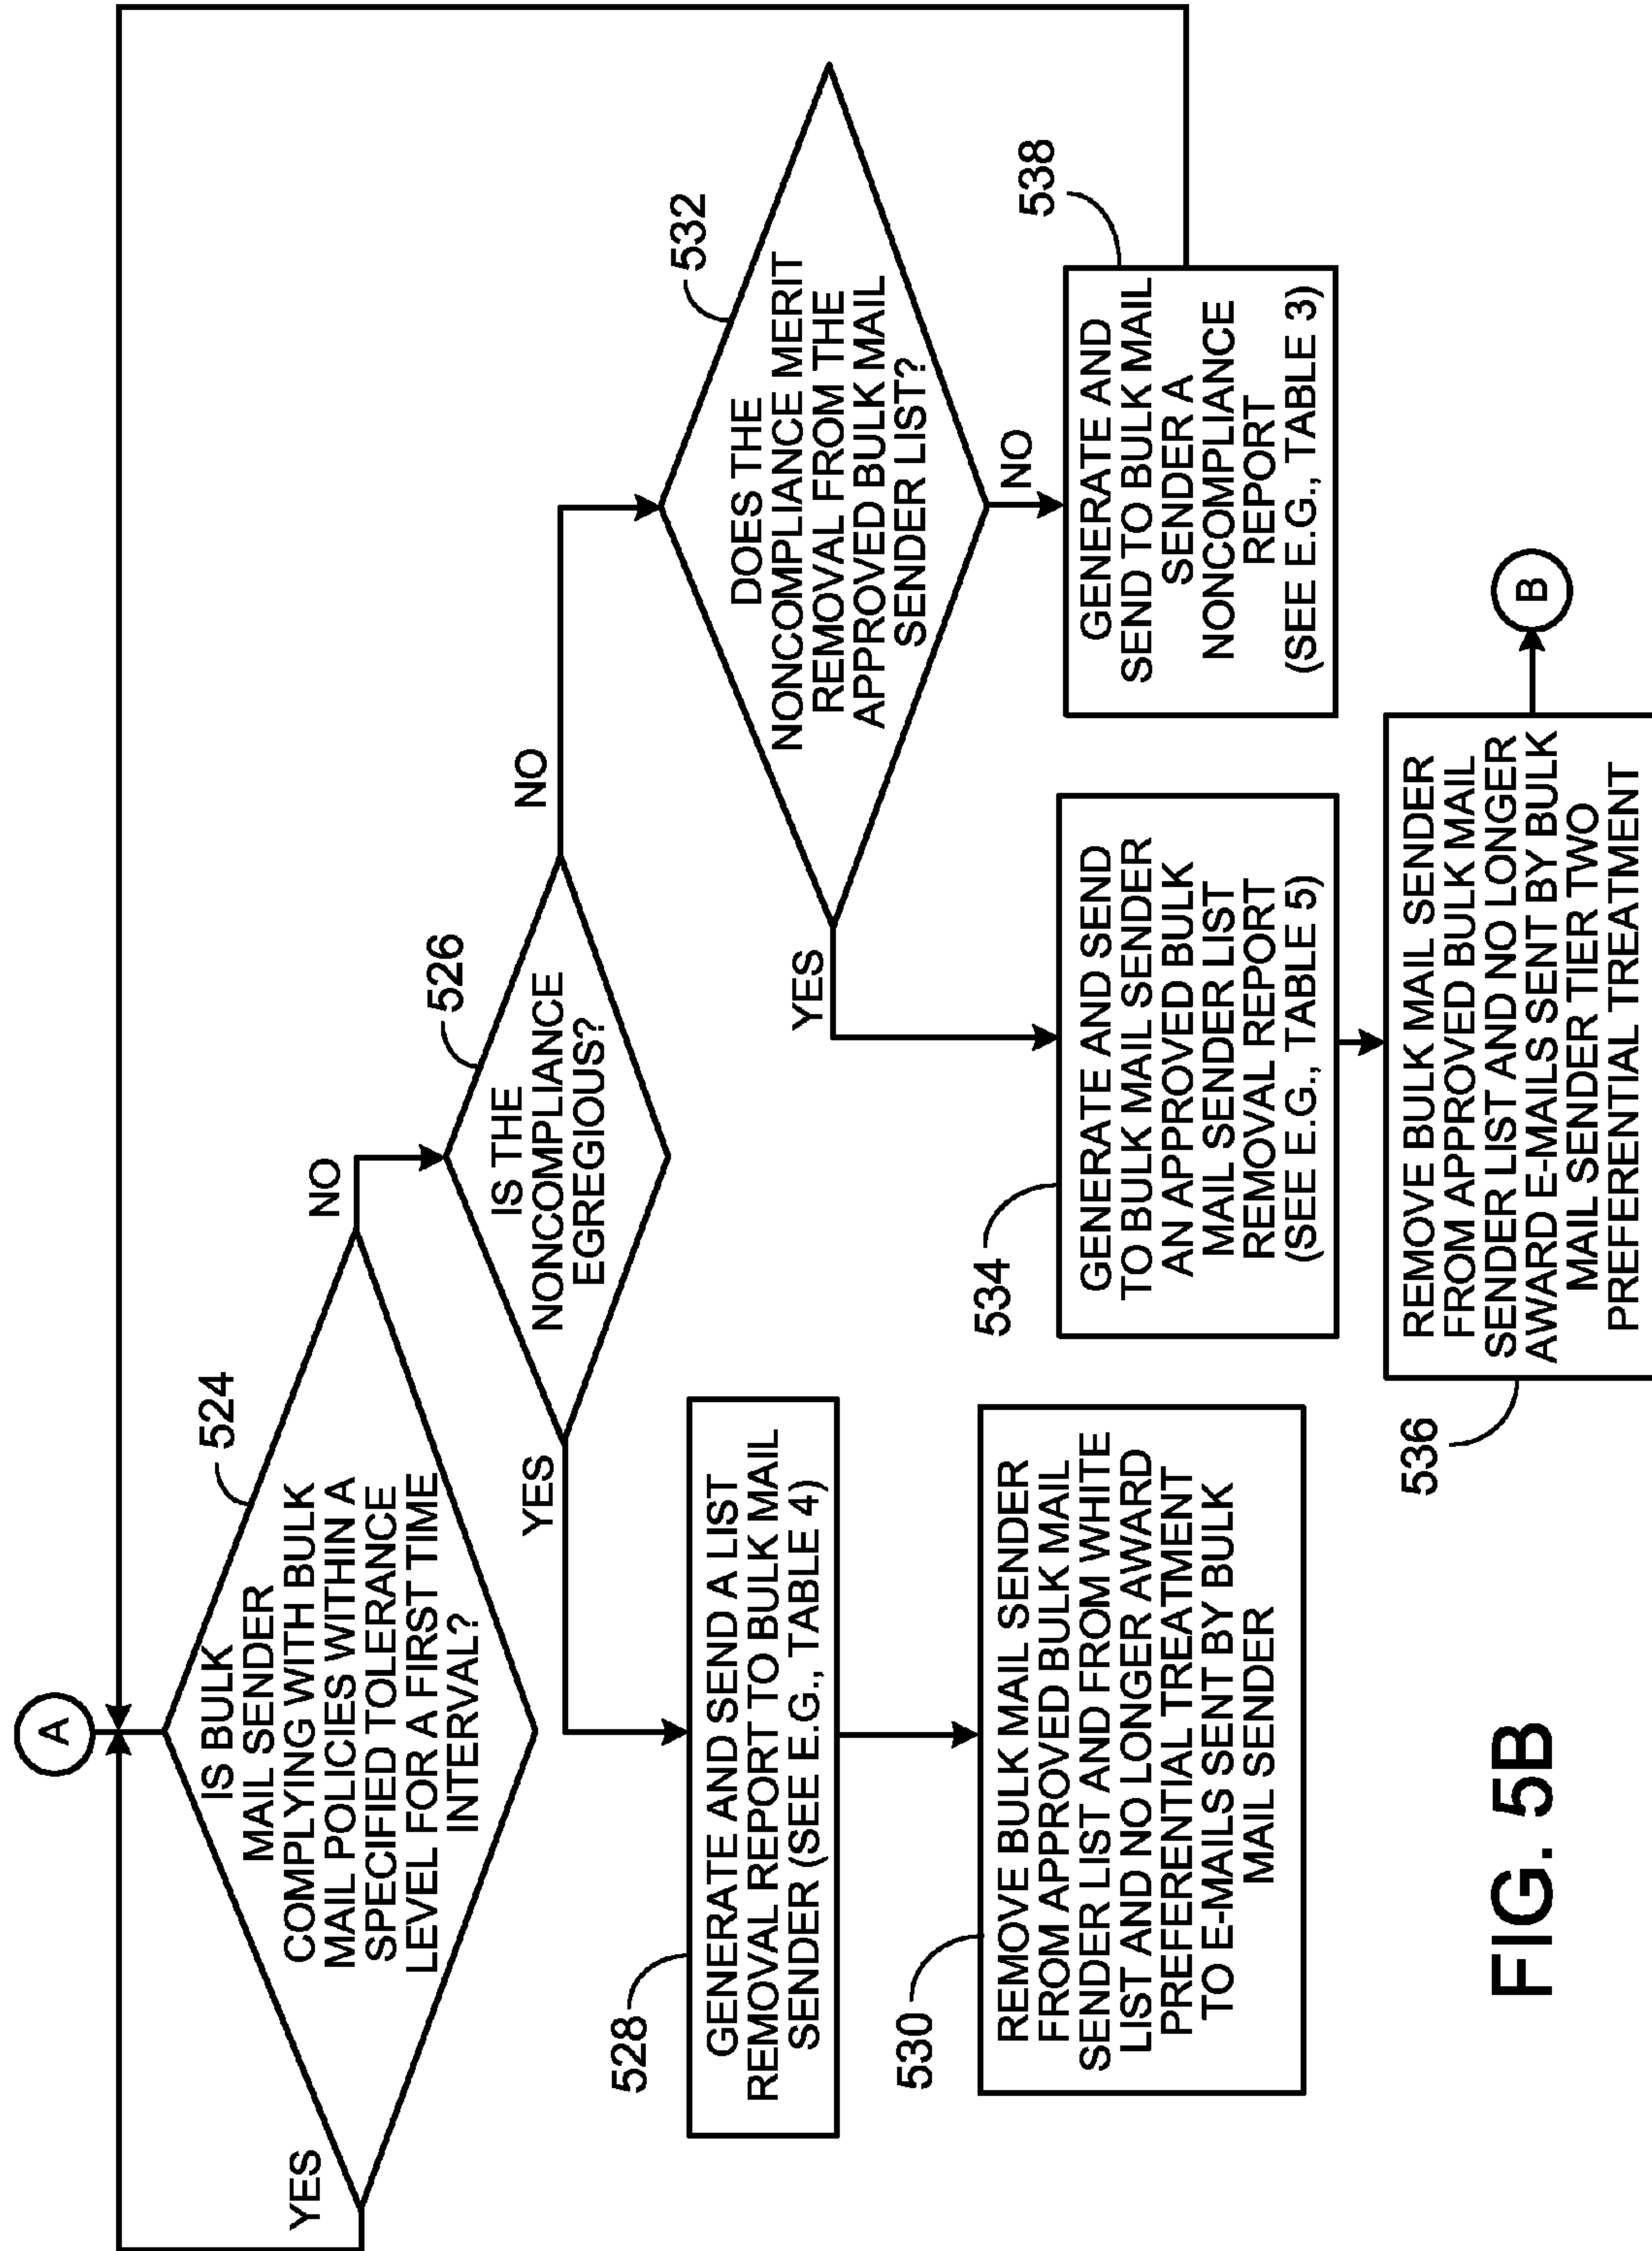 A
524
IS BULK
MAIL SENDER
COMPLYING WITH BULK
MAIL POLICIES WITHIN A
SPECIFIED TOLERANCE
LEVEL FOR A FIRST TIME
INTERVAL?
YES
NO
526
IS THE
NONCOMPLIANCE
EGREGIOUS?
YES
NO
528
GENERATE AND SEND A LIST
REMOVAL REPORT TO BULK MAIL
SENDER (SEE E.G., TABLE 4)
530
REMOVE BULK MAIL SENDER
FROM APPROVED BULK MAIL
SENDER LIST AND FROM WHITE
LIST AND NO LONGER AWARD
PREFERENTIAL TREATMENT
TO E-MAILS SENT BY BULK
MAIL SENDER
532
DOES THE
NONCOMPLIANCE MERIT
REMOVAL FROM THE
APPROVED BULK MAIL
SENDER LIST?
YES
NO
534
GENERATE AND SEND
TO BULK MAIL SENDER
AN APPROVED BULK
MAIL SENDER LIST
REMOVAL REPORT
(SEE E.G., TABLE 5)
538
GENERATE AND
SEND TO BULK MAIL
SENDER A
NONCOMPLIANCE
REPORT
(SEE E.G., TABLE 3)
536
REMOVE BULK MAIL SENDER
FROM APPROVED BULK MAIL
SENDER LIST AND NO LONGER
AWARD E-MAILS SENT BY BULK
MAIL SENDER TIER TWO
PREFERENTIAL TREATMENT
B
FIG. 5B